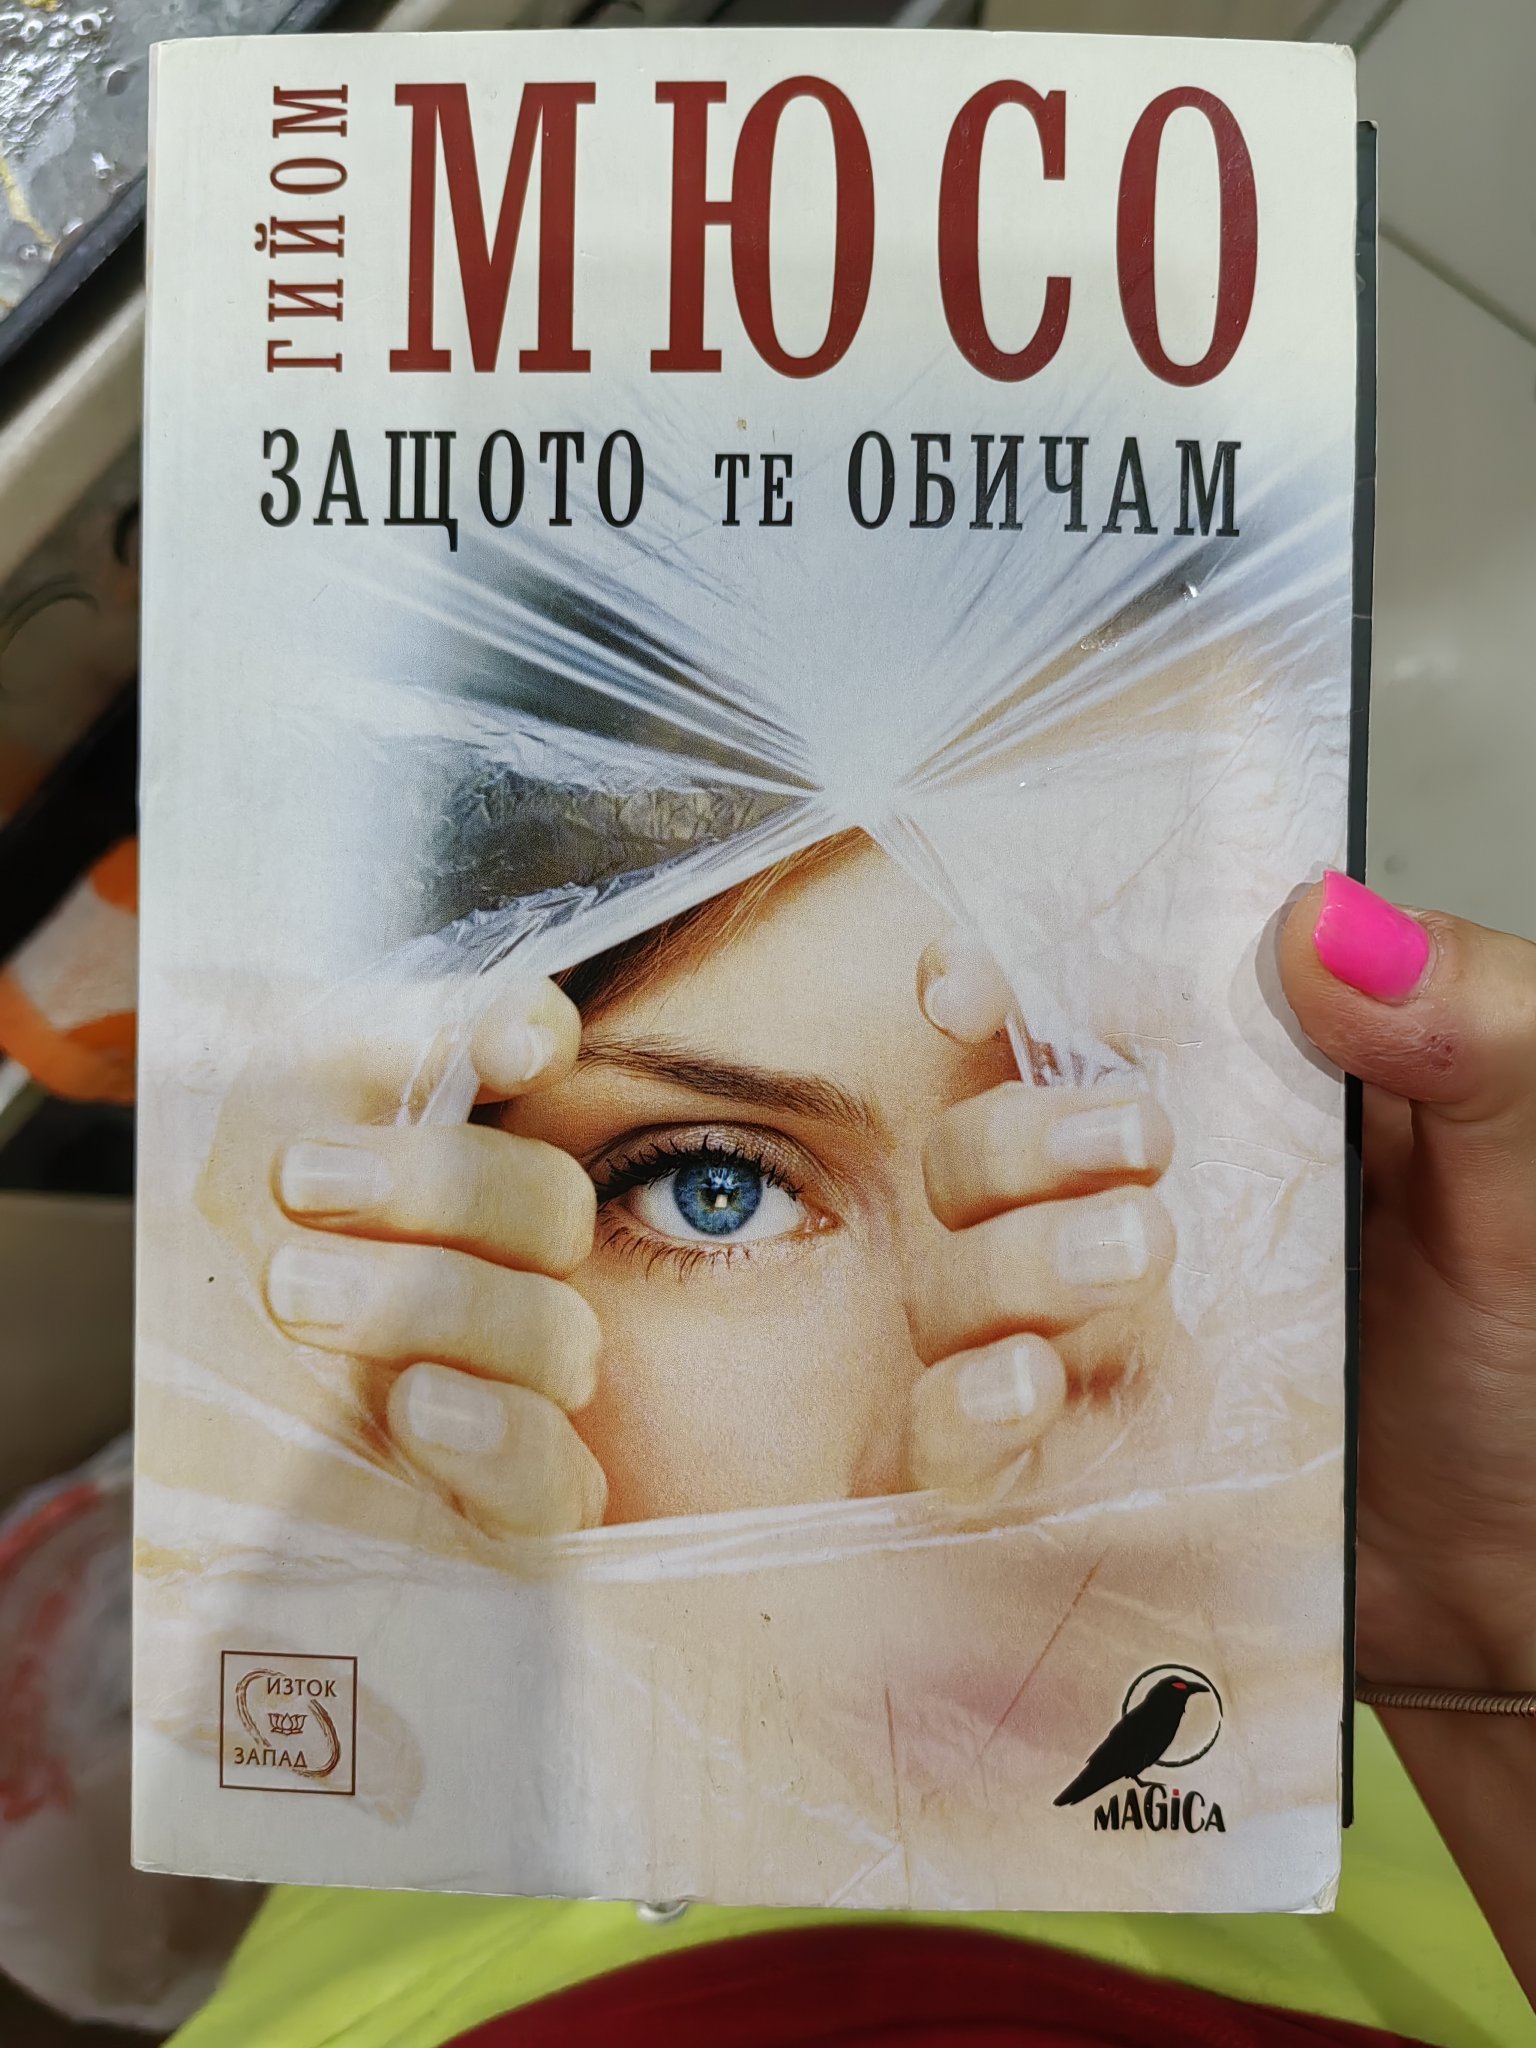 ГИЙОМ
МЮСО
ЗАЩОТО ТЕ ОБИЧАМ
ИЗТОК
ЗАПАД
MAGiCA